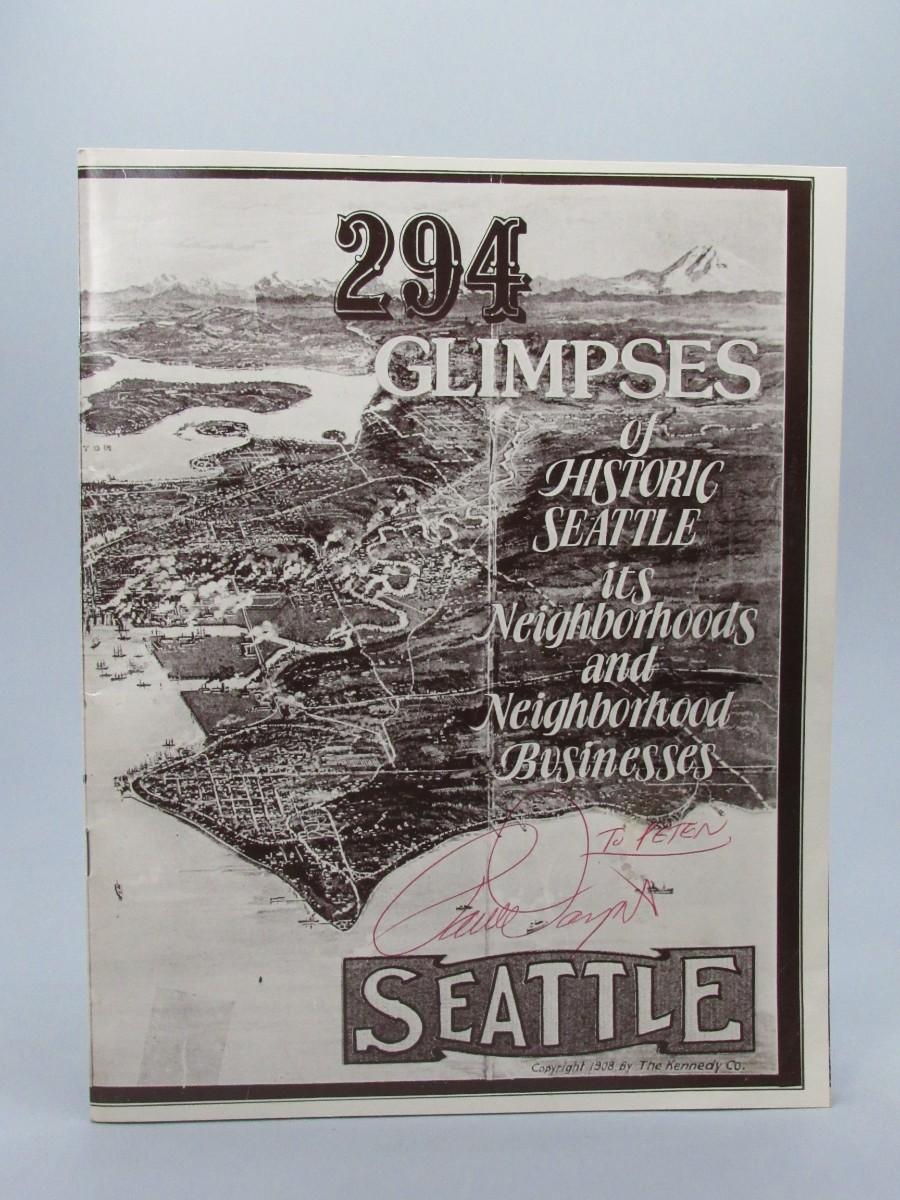 294
GLIMPSES
of
HISTORIC
SEATTLE
its
Neighborhoods
and
Neighborhood
Businesses
To PETER
SEATTLE
Copyright 1908 By The Kennedy Co.